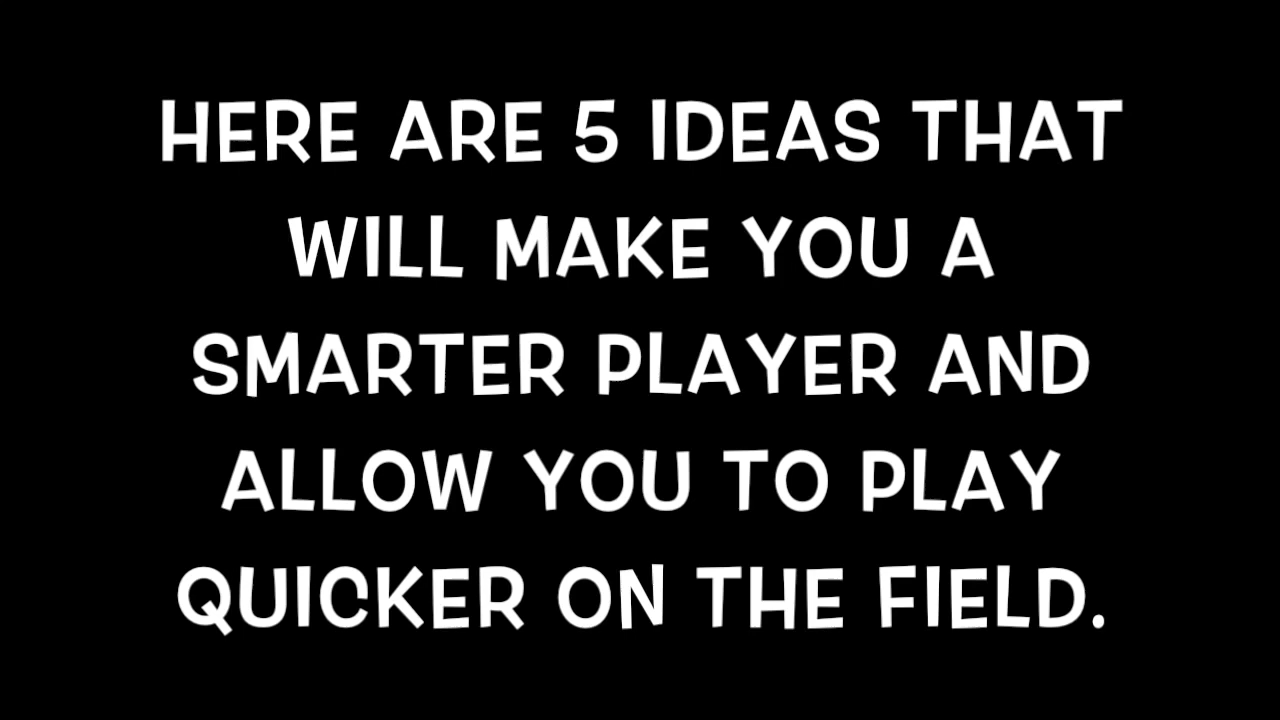 HERE ARE 5 IDEAS THAT
WILL MAKE YOU A
SMARTER PLAYER AND
ALLOW YOU TO PLAY
QUICKER ON THE FIELD.